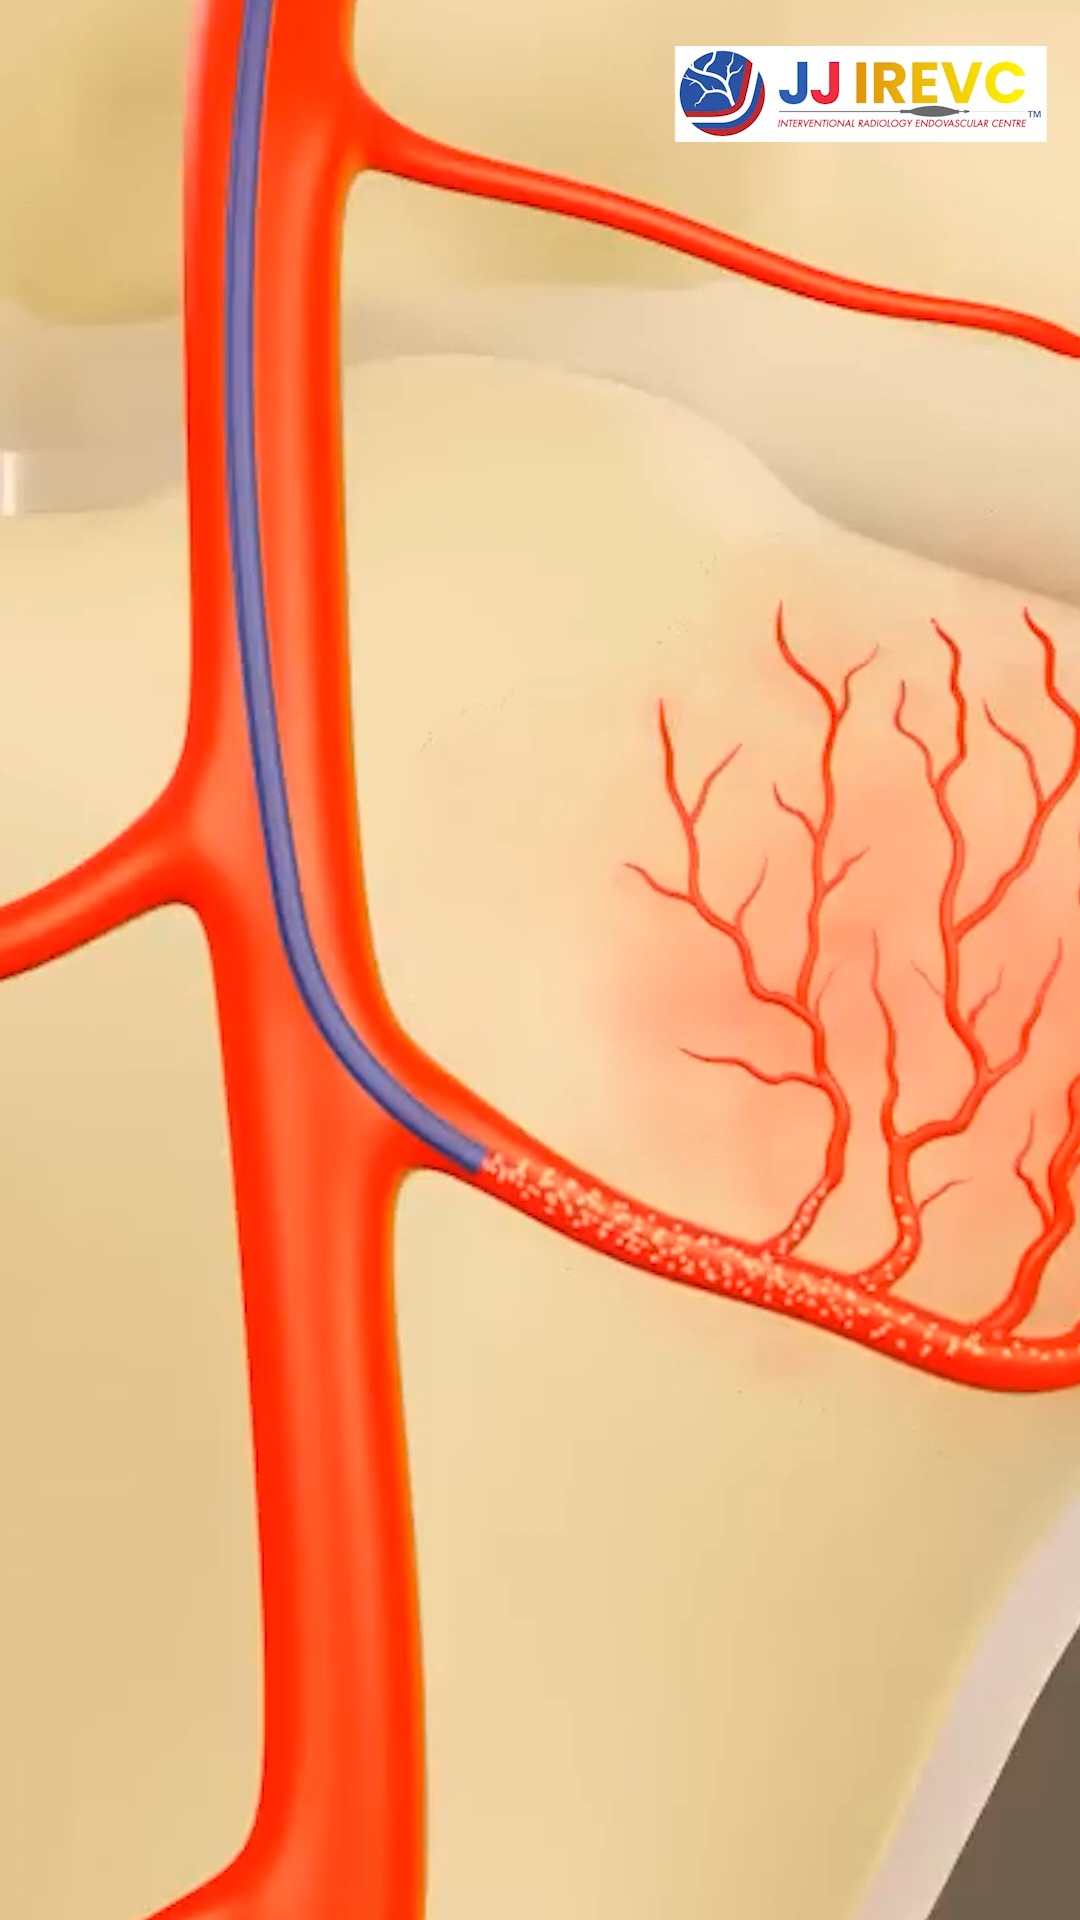 JJ IREVC
INTERVENTIONAL RADIOLOGY ENDOVASCULAR CENTRE ™